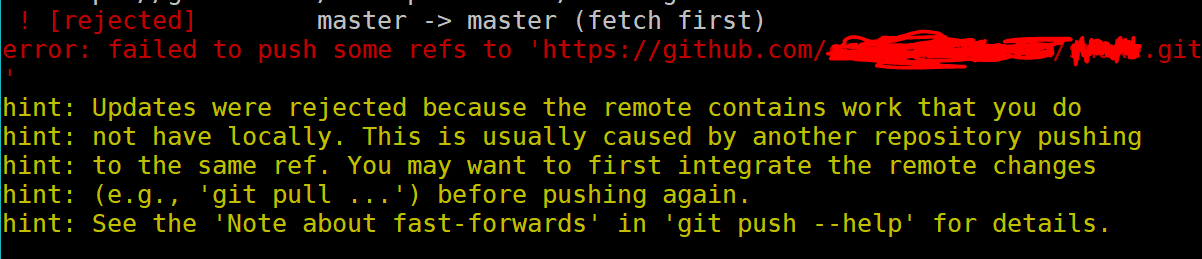 ! [rejected]        master -> master (fetch first)
error: failed to push some refs to 'https://github.com/ / .git
'
hint: Updates were rejected because the remote contains work that you do
hint: not have locally. This is usually caused by another repository pushing
hint: to the same ref. You may want to first integrate the remote changes
hint: (e.g., 'git pull ...') before pushing again.
hint: See the 'Note about fast-forwards' in 'git push --help' for details.